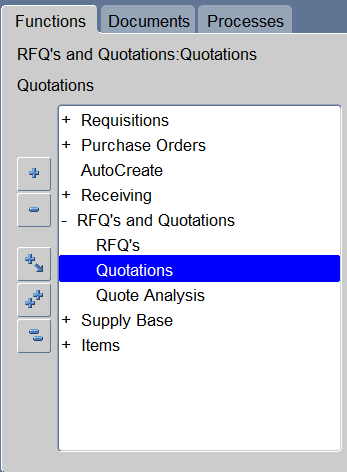 Functions Documents Processes
RFQ's and Quotations:Quotations
Quotations
+ Requisitions
+ Purchase Orders
AutoCreate
+ Receiving
- RFQ's and Quotations
RFQ's
Quotations
Quote Analysis
+ Supply Base
+ Items